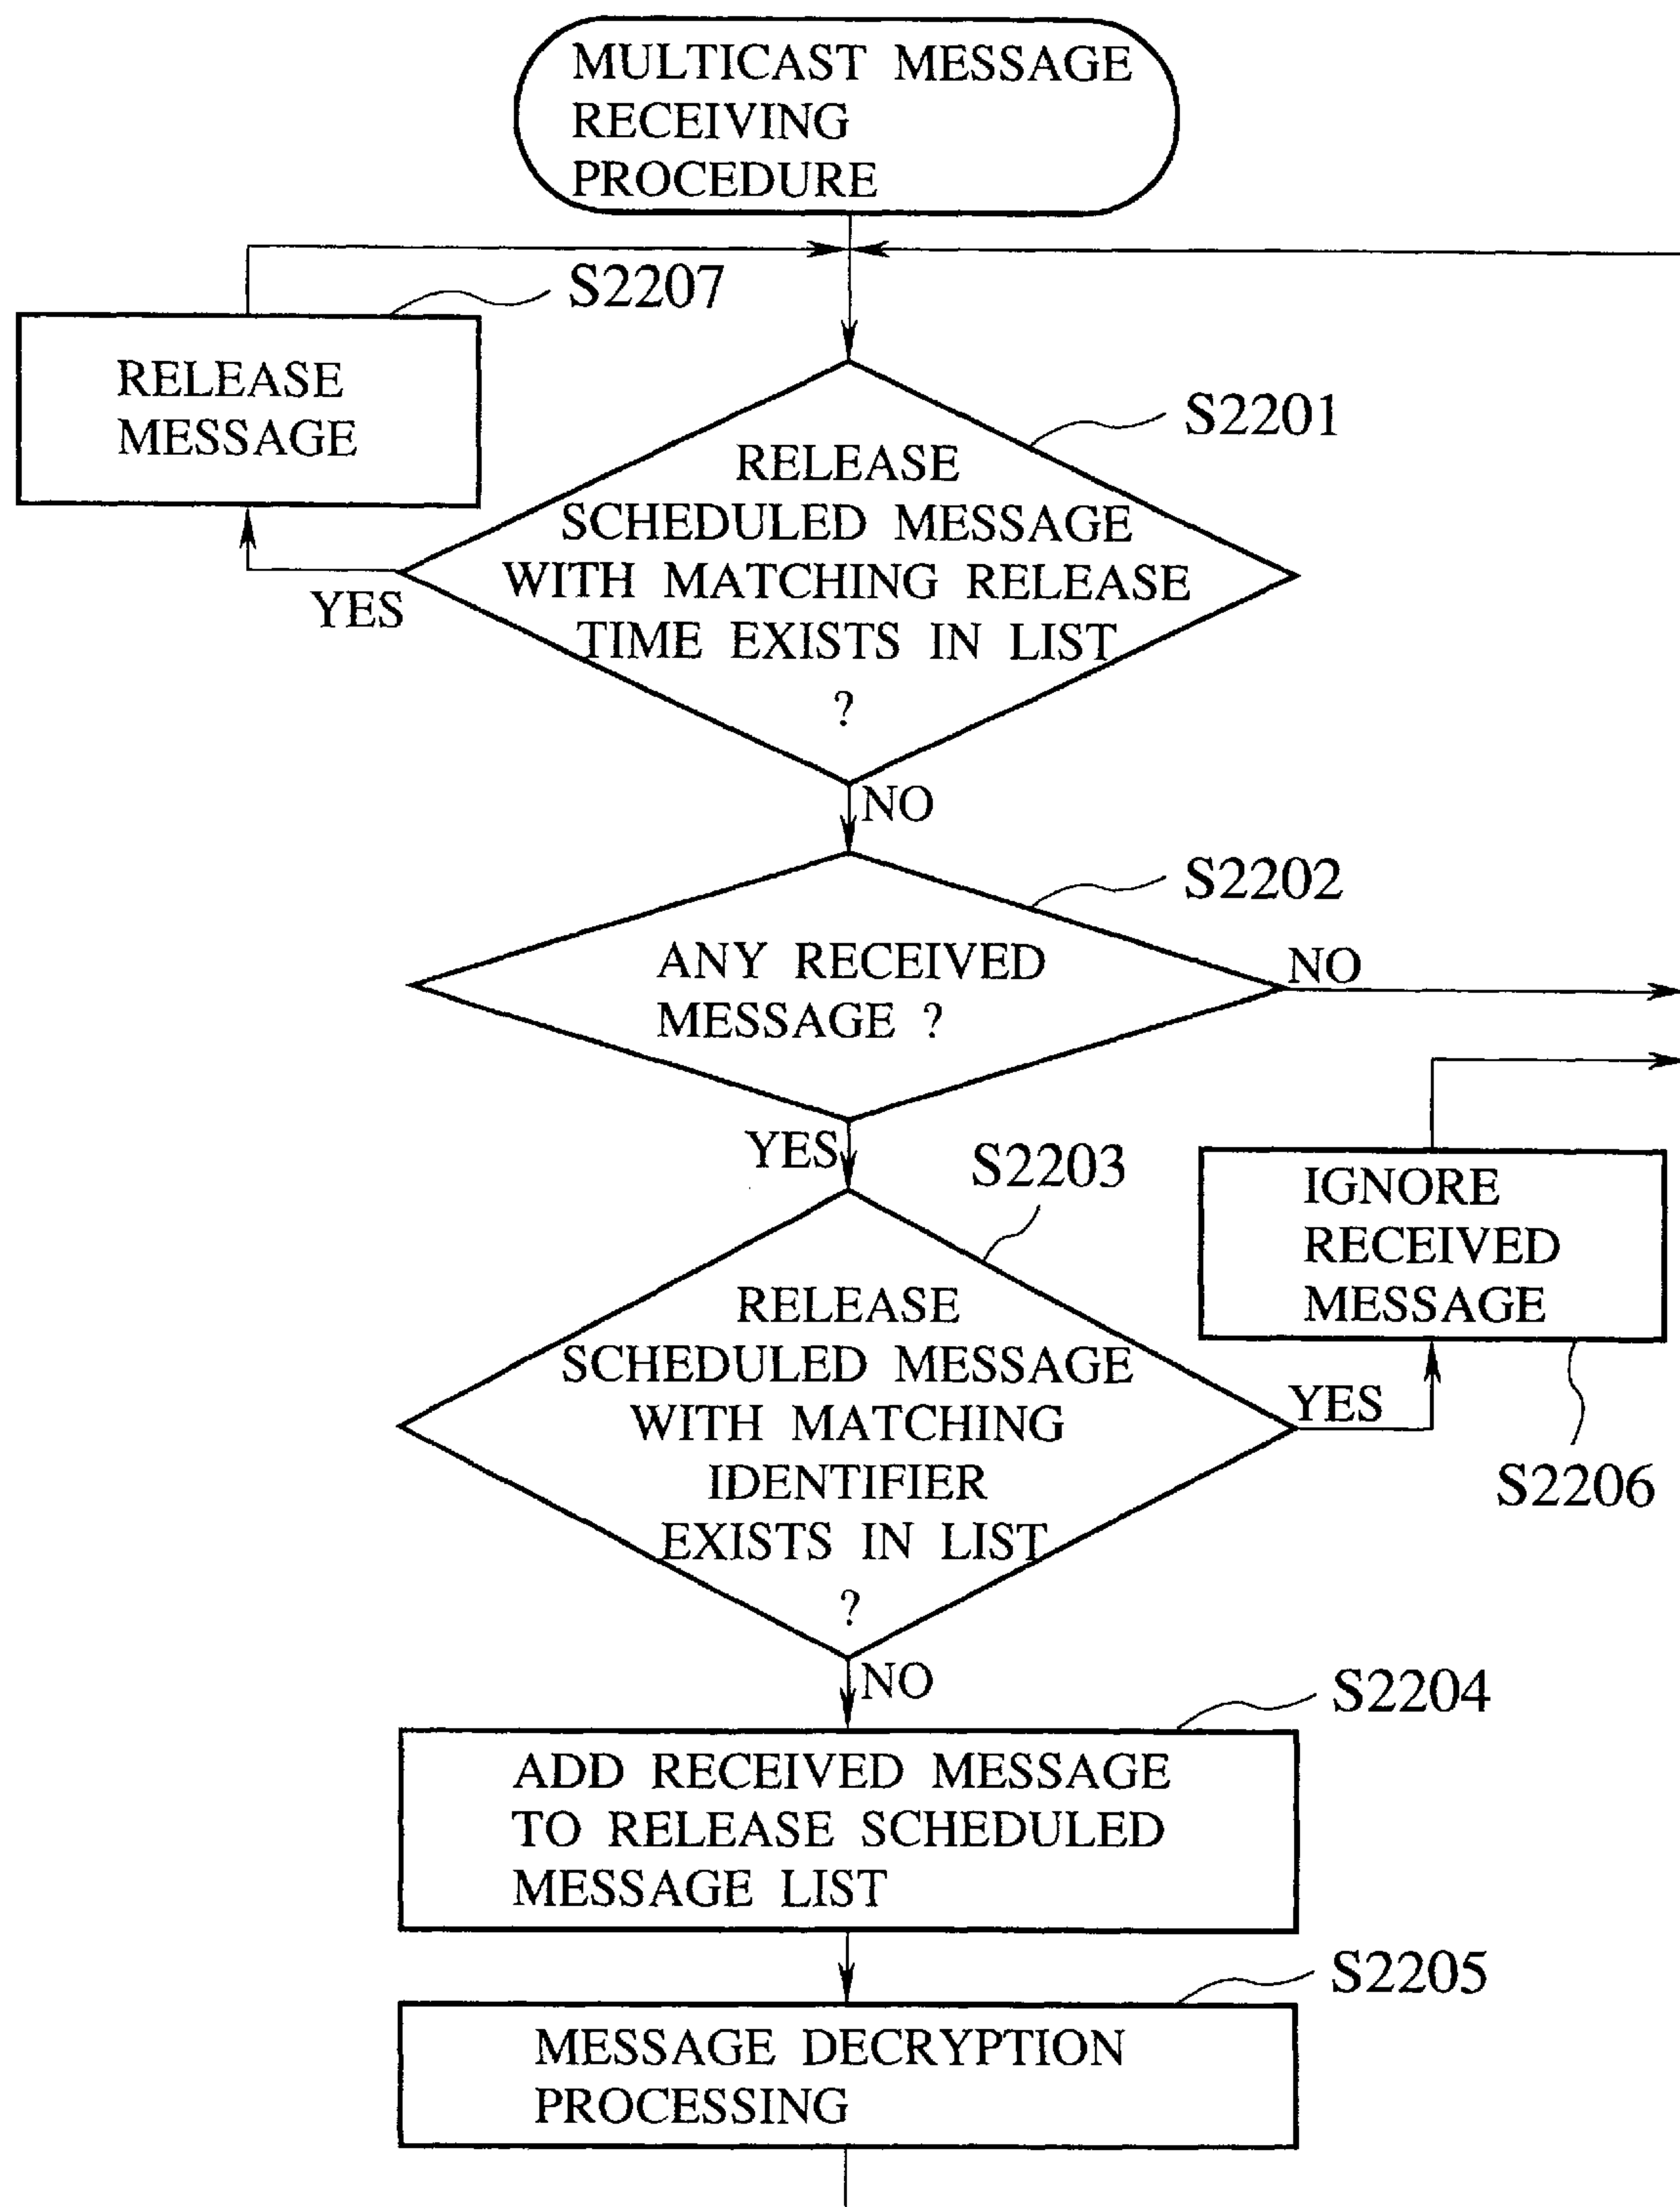 MULTICAST MESSAGE
RECEIVING
PROCEDURE
S2207
RELEASE
MESSAGE
S2201
RELEASE
SCHEDULED MESSAGE
WITH MATCHING RELEASE
TIME EXISTS IN LIST
?
YES
NO
S2202
ANY RECEIVED
MESSAGE ?
NO
YES
S2203
IGNORE
RECEIVED
MESSAGE
RELEASE
SCHEDULED MESSAGE
WITH MATCHING
IDENTIFIER
EXISTS IN LIST
?
YES
S2206
NO
S2204
ADD RECEIVED MESSAGE
TO RELEASE SCHEDULED
MESSAGE LIST
S2205
MESSAGE DECRYPTION
PROCESSING